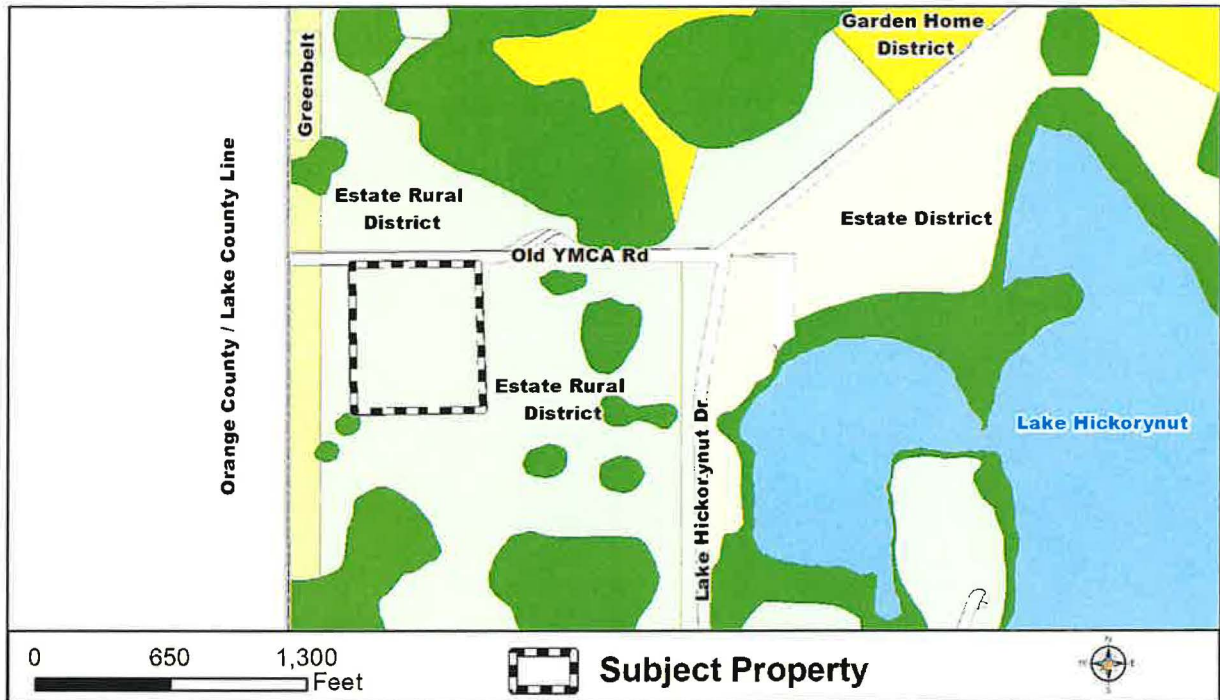 Garden Home
District
Greenbelt
Orange County / Lake County Line
Estate Rural
District
Estate District
Old YMCA Rd
Estate Rural
District
Lake Hickorynut Dr
Lake Hickorynut
0 650 1,300
Feet
Subject Property
N
W E
S